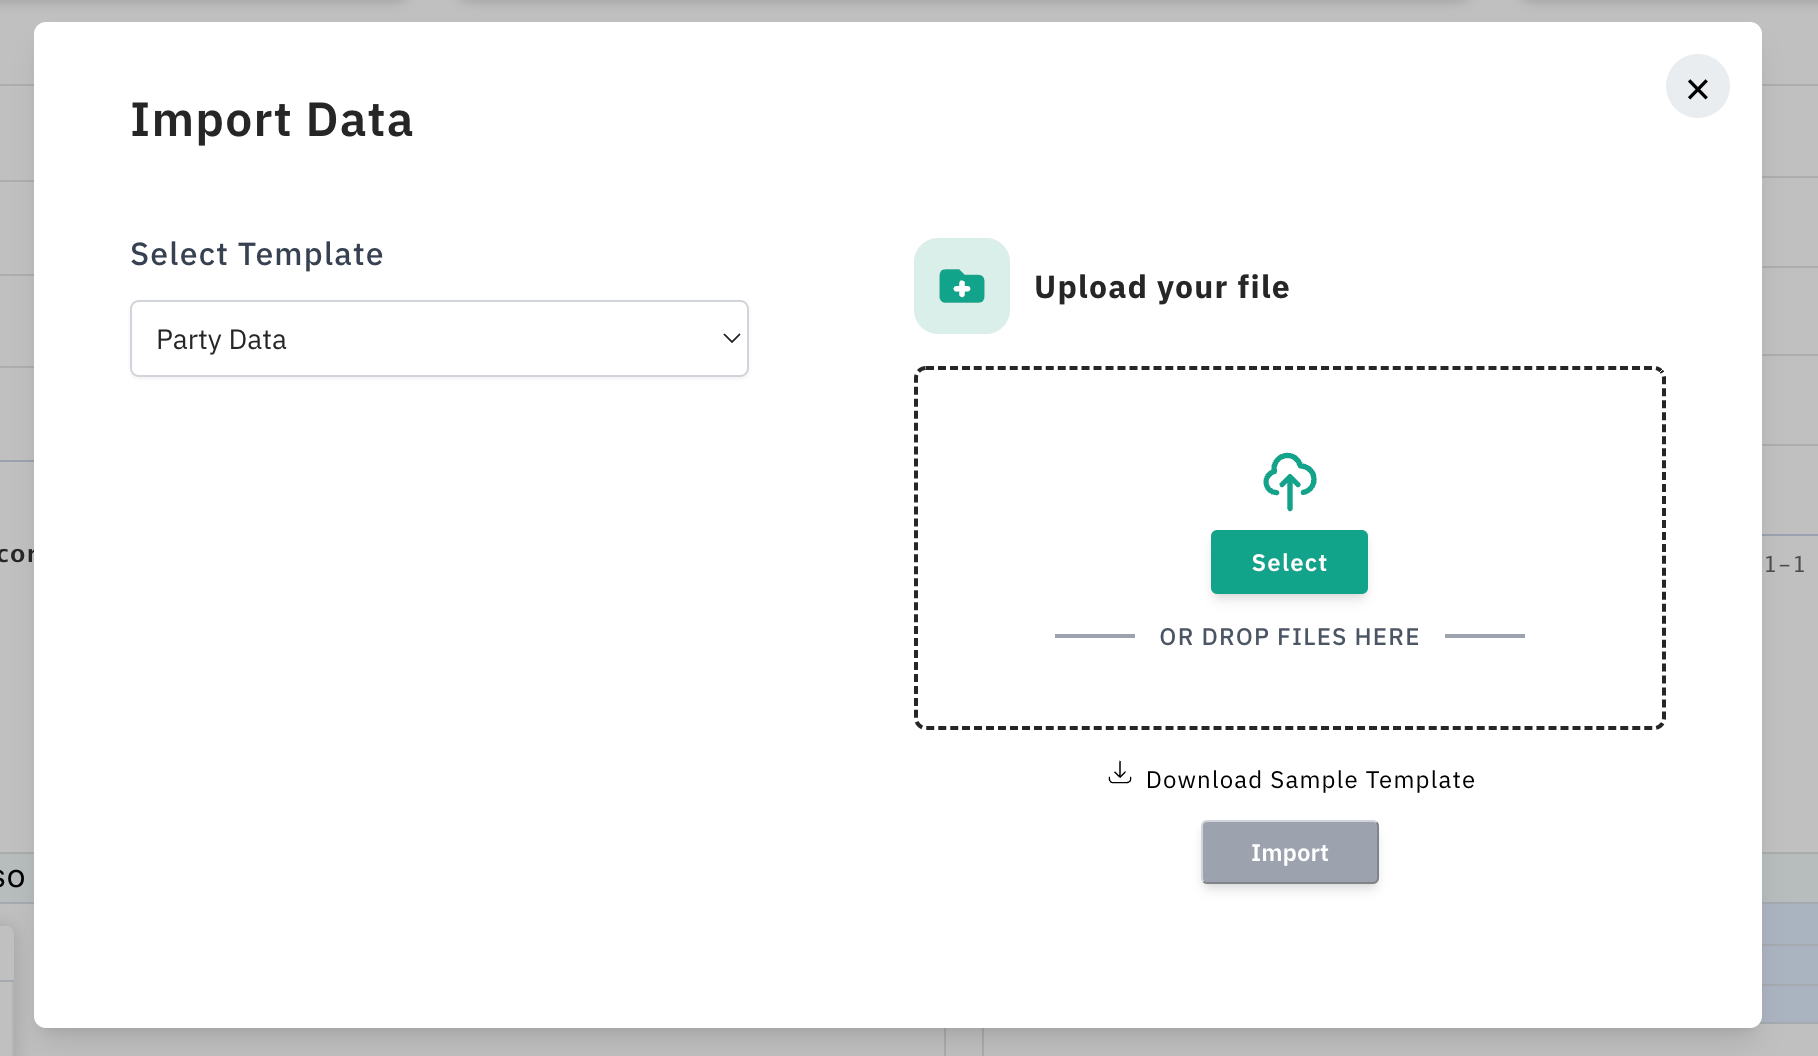 Import Data
Select Template
Party Data
Upload your file
Select
OR DROP FILES HERE
Download Sample Template
Import
1-1
SO